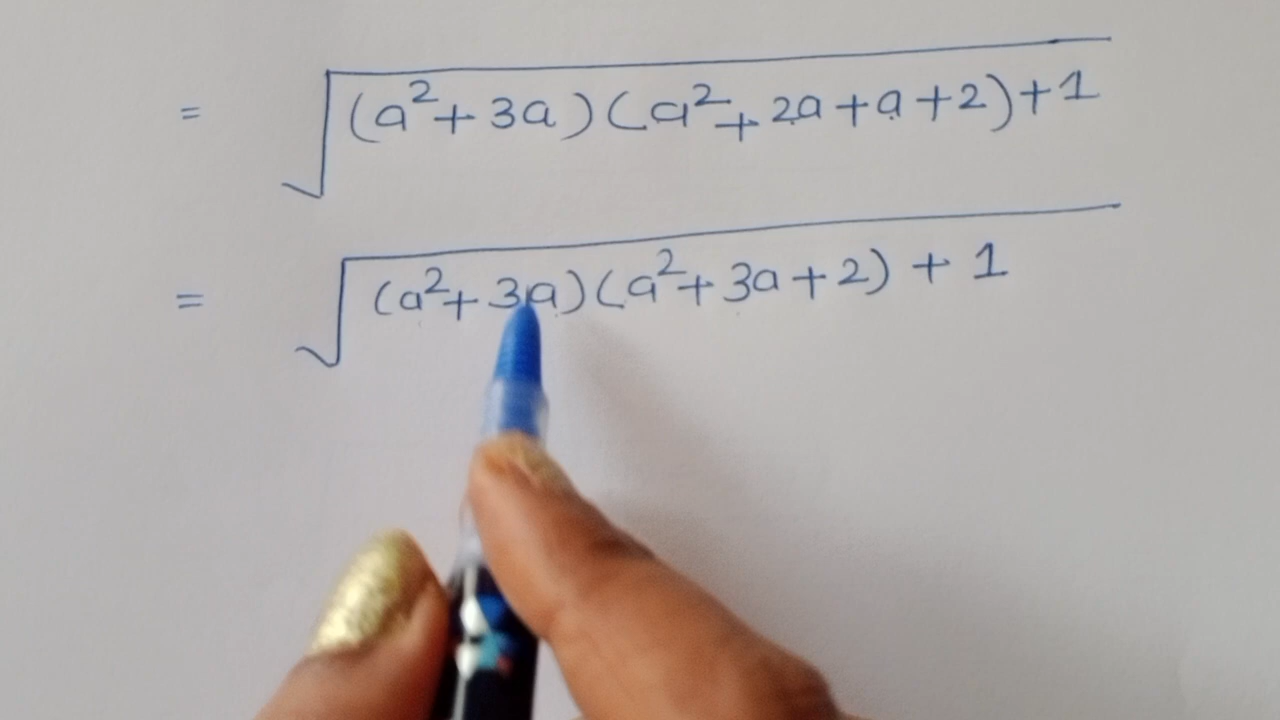 = √(a²+3a)(a²+2a+a+2)+1
= √(a²+3a)(a²+3a+2)+1